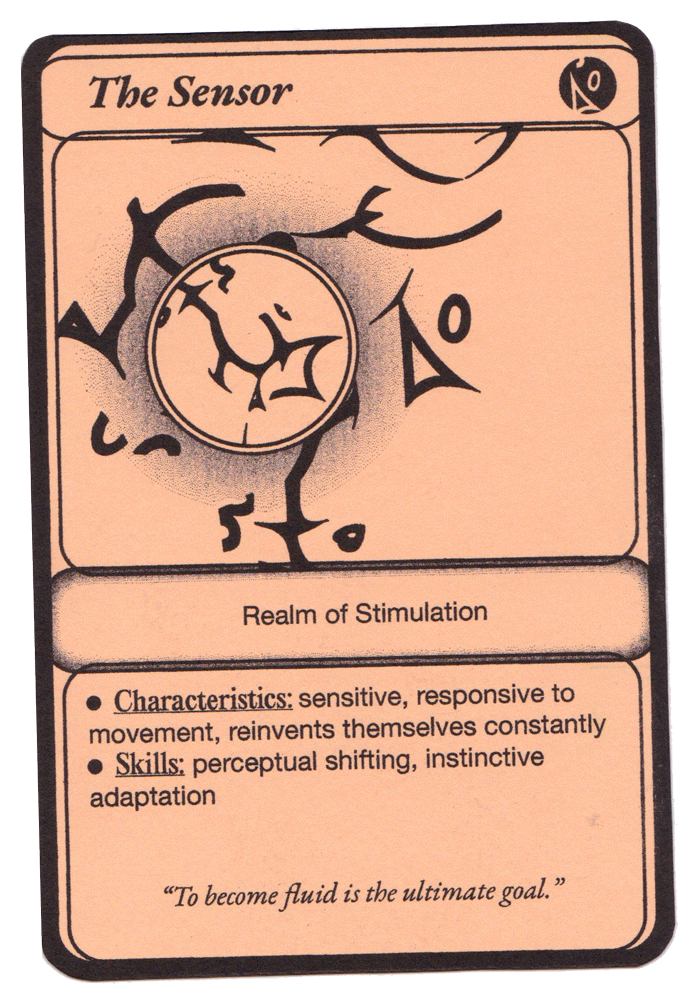 The Sensor
Realm of Stimulation
● Characteristics: sensitive, responsive to
movement, reinvents themselves constantly
● Skills: perceptual shifting, instinctive
adaptation
“To become fluid is the ultimate goal.”